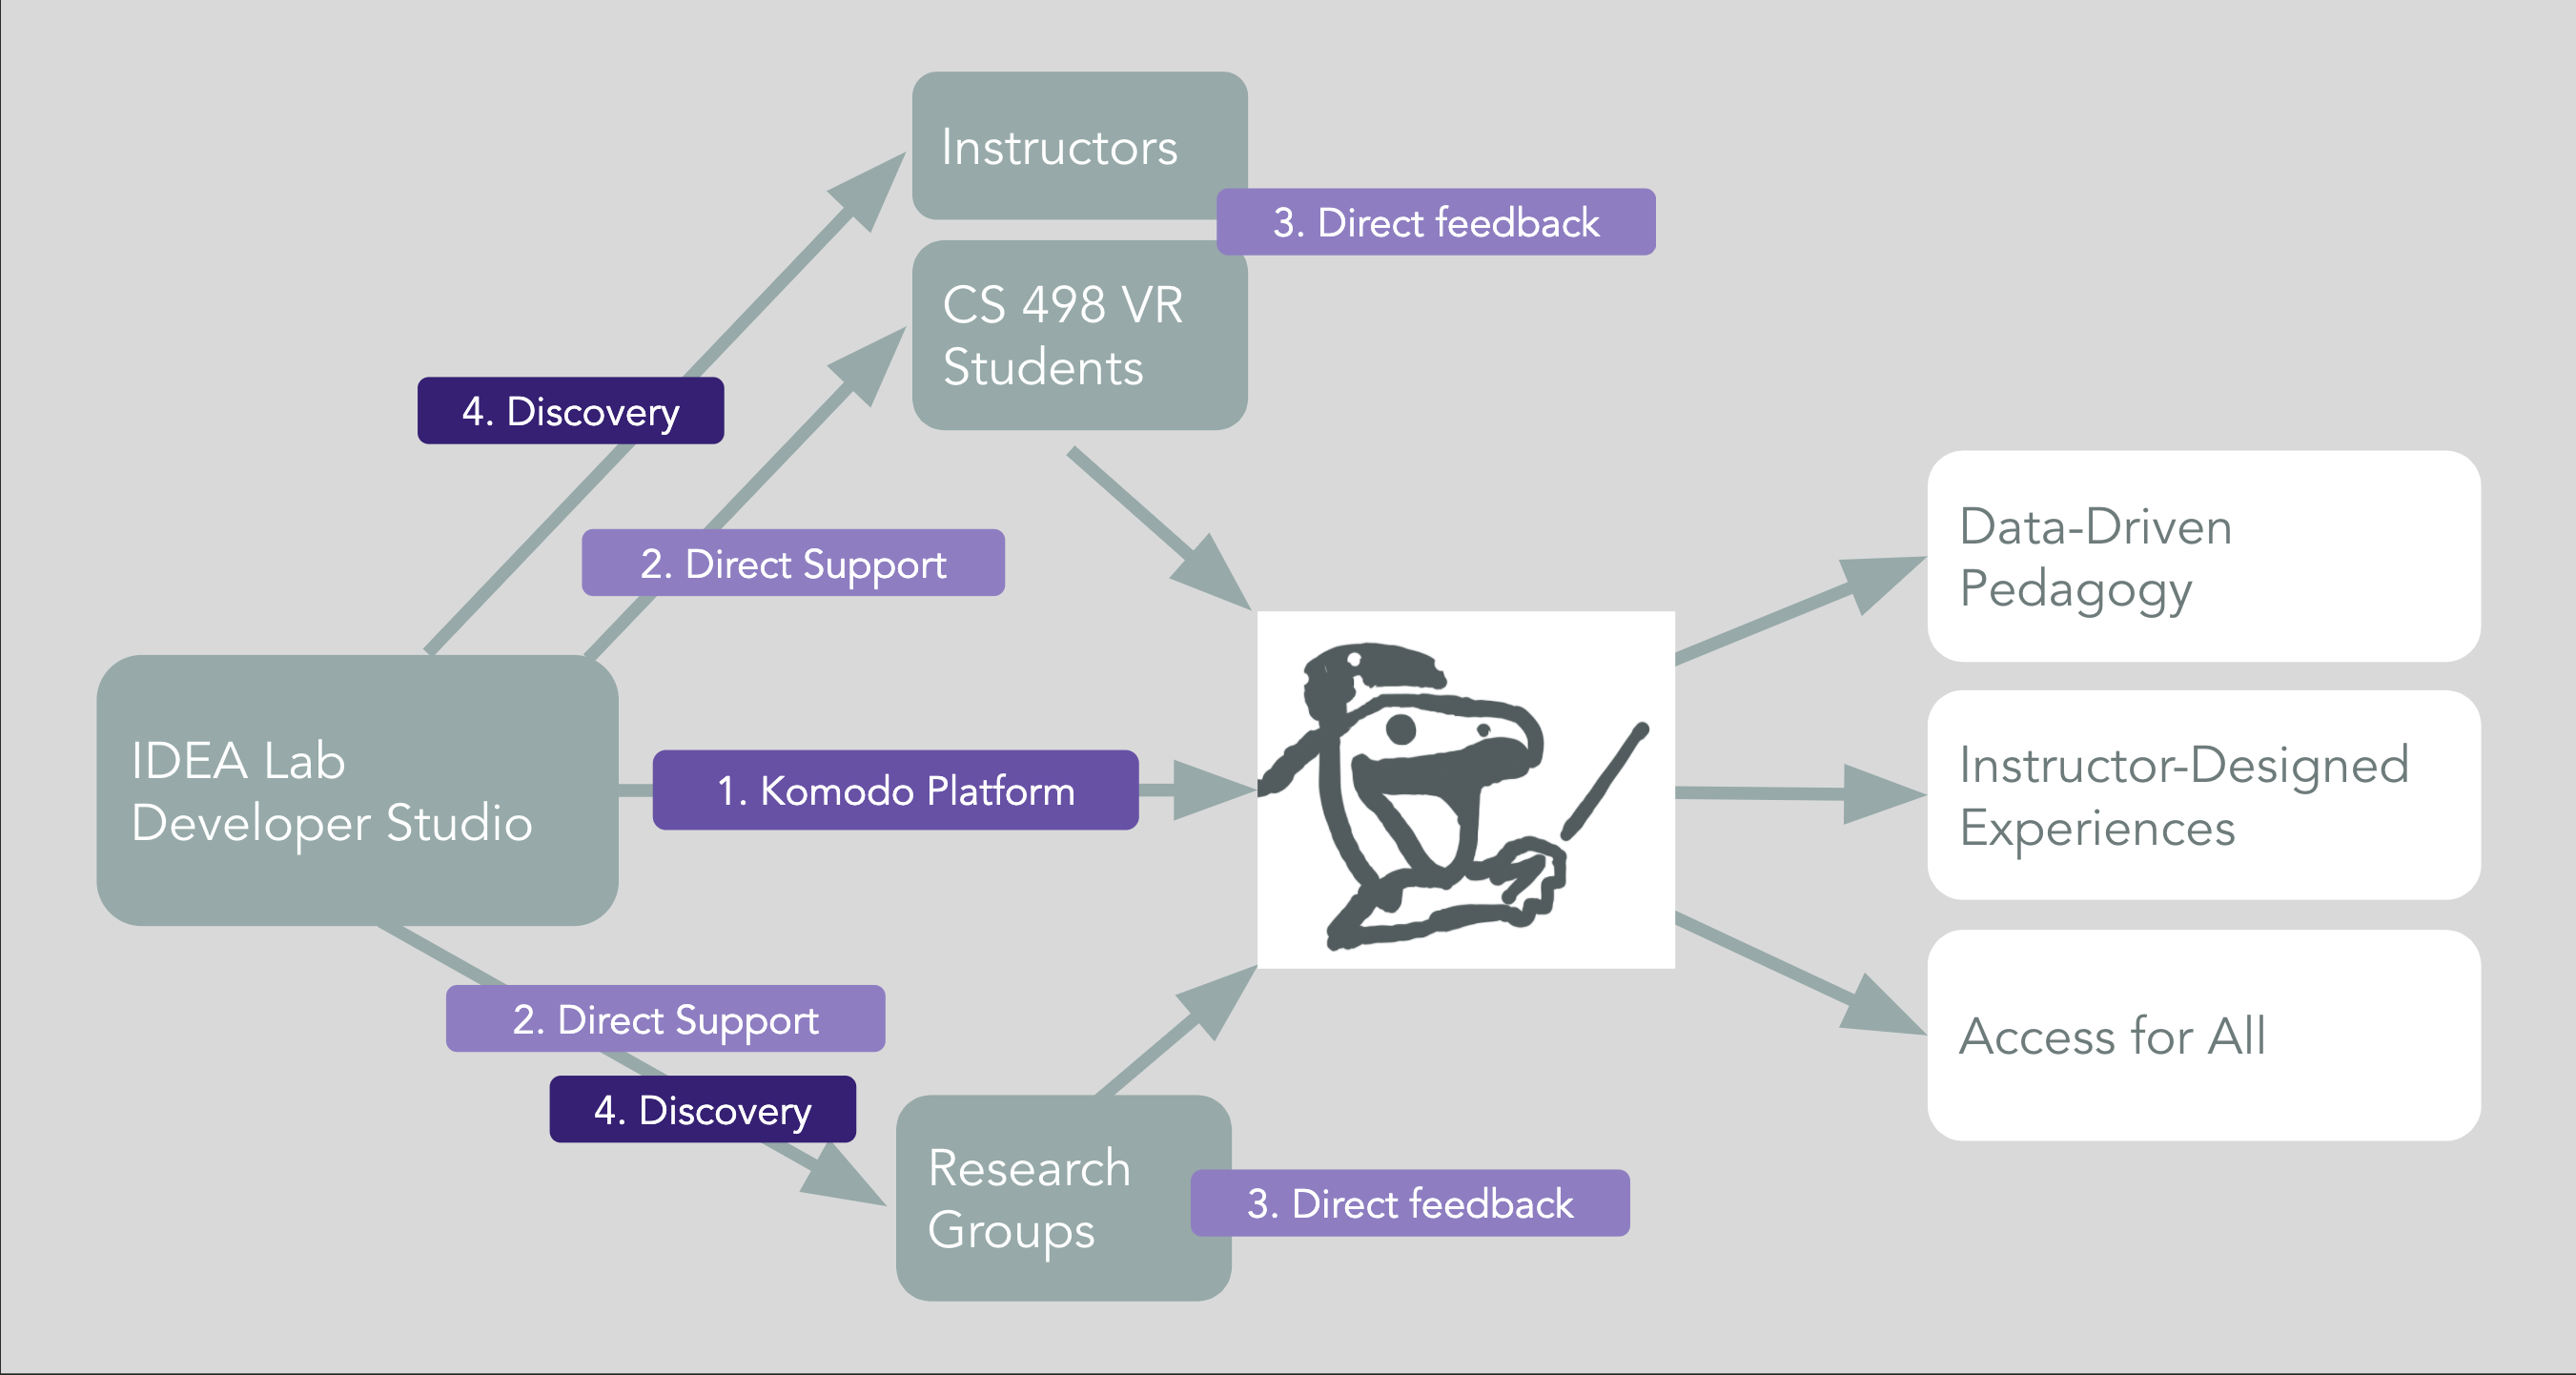 Instructors
3. Direct feedback
CS 498 VR
Students
4. Discovery
2. Direct Support
IDEA Lab
Developer Studio
1. Komodo Platform
2. Direct Support
4. Discovery
Research
Groups
3. Direct feedback
Data-Driven
Pedagogy
Instructor-Designed
Experiences
Access for All